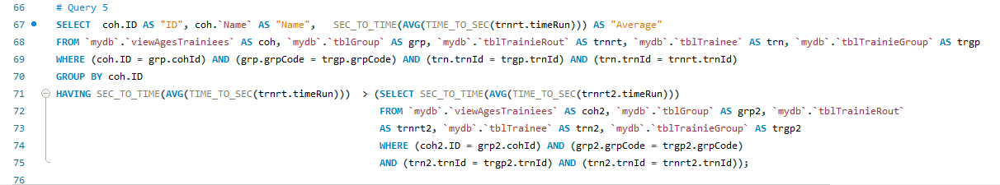 66 # Query 5
67 SELECT coh.ID AS "ID", coh.`Name` AS "Name", SEC_TO_TIME(AVG(TIME_TO_SEC(trnrt.timeRun))) AS "Average"
68 FROM `mydb`.`viewAgesTrainiees` AS coh, `mydb`.`tblGroup` AS grp, `mydb`.`tblTrainieRout` AS trnrt, `mydb`.`tblTrainee` AS trn, `mydb`.`tblTrainieGroup` AS trgp
69 WHERE (coh.ID = grp.cohId) AND (grp.grpCode = trgp.grpCode) AND (trn.trnId = trgp.trnId) AND (trn.trnId = trnrt.trnId)
70 GROUP BY coh.ID
71 HAVING SEC_TO_TIME(AVG(TIME_TO_SEC(trnrt.timeRun))) > (SELECT SEC_TO_TIME(AVG(TIME_TO_SEC(trnrt2.timeRun)))
72 FROM `mydb`.`viewAgesTrainiees` AS coh2, `mydb`.`tblGroup` AS grp2, `mydb`.`tblTrainieRout`
73 AS trnrt2, `mydb`.`tblTrainee` AS trn2, `mydb`.`tblTrainieGroup` AS trgp2
74 WHERE (coh2.ID = grp2.cohId) AND (grp2.grpCode = trgp2.grpCode)
75 AND (trn2.trnId = trgp2.trnId) AND (trn2.trnId = trnrt2.trnId));
76